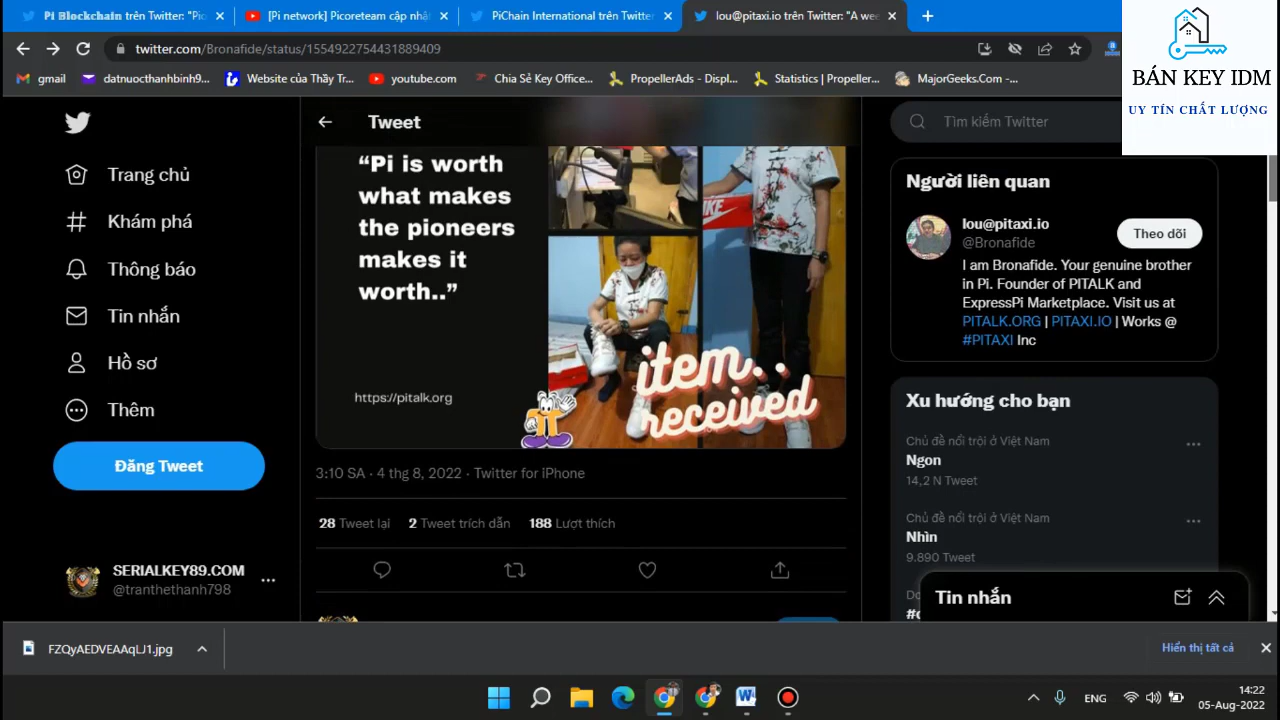 Pi Blockchain trên Twitter: "Pic
[Pi network] Picoreteam cập nhậ
PiChain International trên Twitter
lou@pitaxi.io trên Twitter: "A wee
twitter.com/Bronafide/status/1554922754431889409
gmail
datnuocthanhbinh9...
Website của Thầy Tr...
youtube.com
Chia Sẻ Key Office...
PropellerAds - Displ...
Statistics | Propeller...
MajorGeeks.Com -...
BÁN KEY IDM
UY TÍN CHẤT LƯỢNG
Trang chủ
Khám phá
Thông báo
Tin nhắn
Hồ sơ
Thêm
Đăng Tweet
SERIALKEY89.COM
@tranthethanh798
Tweet
“Pi is worth
what makes
the pioneers
makes it
worth..”
https://pitalk.org
NIKE
item..
received
3:10 SA · 4 thg 8, 2022 · Twitter for iPhone
28 Tweet lại 2 Tweet trích dẫn 188 Lượt thích
Tìm kiếm Twitter
Người liên quan
lou@pitaxi.io
@Bronafide
Theo dõi
I am Bronafide. Your genuine brother
in Pi. Founder of PITALK and
ExpressPi Marketplace. Visit us at
PITALK.ORG | PITAXI.IO | Works @
#PITAXI Inc
Xu hướng cho bạn
Chủ đề nổi trội ở Việt Nam
Ngon
14,2 N Tweet
Chủ đề nổi trội ở Việt Nam
Nhìn
9.890 Tweet
Tin nhắn
FZQyAEDVEAAqLJ1.jpg
Hiển thị tất cả
ENG
14:22
05-Aug-2022